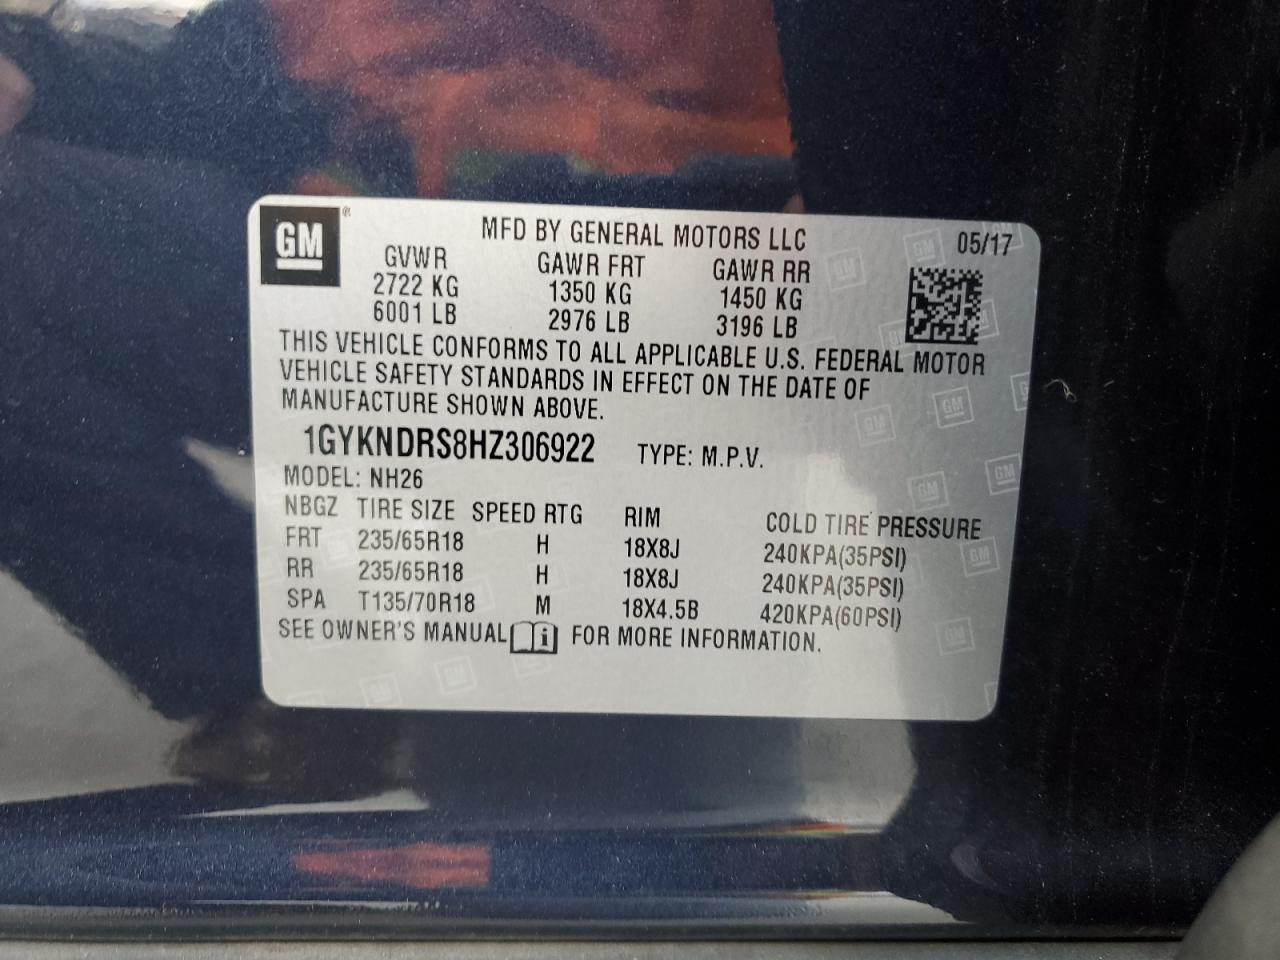 GM®
MFD BY GENERAL MOTORS LLC 05/17
GVWR GAWR FRT GAWR RR
2722 KG 1350 KG 1450 KG
6001 LB 2976 LB 3196 LB
THIS VEHICLE CONFORMS TO ALL APPLICABLE U.S. FEDERAL MOTOR
VEHICLE SAFETY STANDARDS IN EFFECT ON THE DATE OF
MANUFACTURE SHOWN ABOVE.
1GYKNDRS8HZ306922 TYPE: M.P.V.
MODEL: NH26
NBGZ TIRE SIZE SPEED RTG RIM COLD TIRE PRESSURE
FRT 235/65R18 H 18X8J 240KPA(35PSI)
RR 235/65R18 H 18X8J 240KPA(35PSI)
SPA T135/70R18 M 18X4.5B 420KPA(60PSI)
SEE OWNER'S MANUAL i FOR MORE INFORMATION.